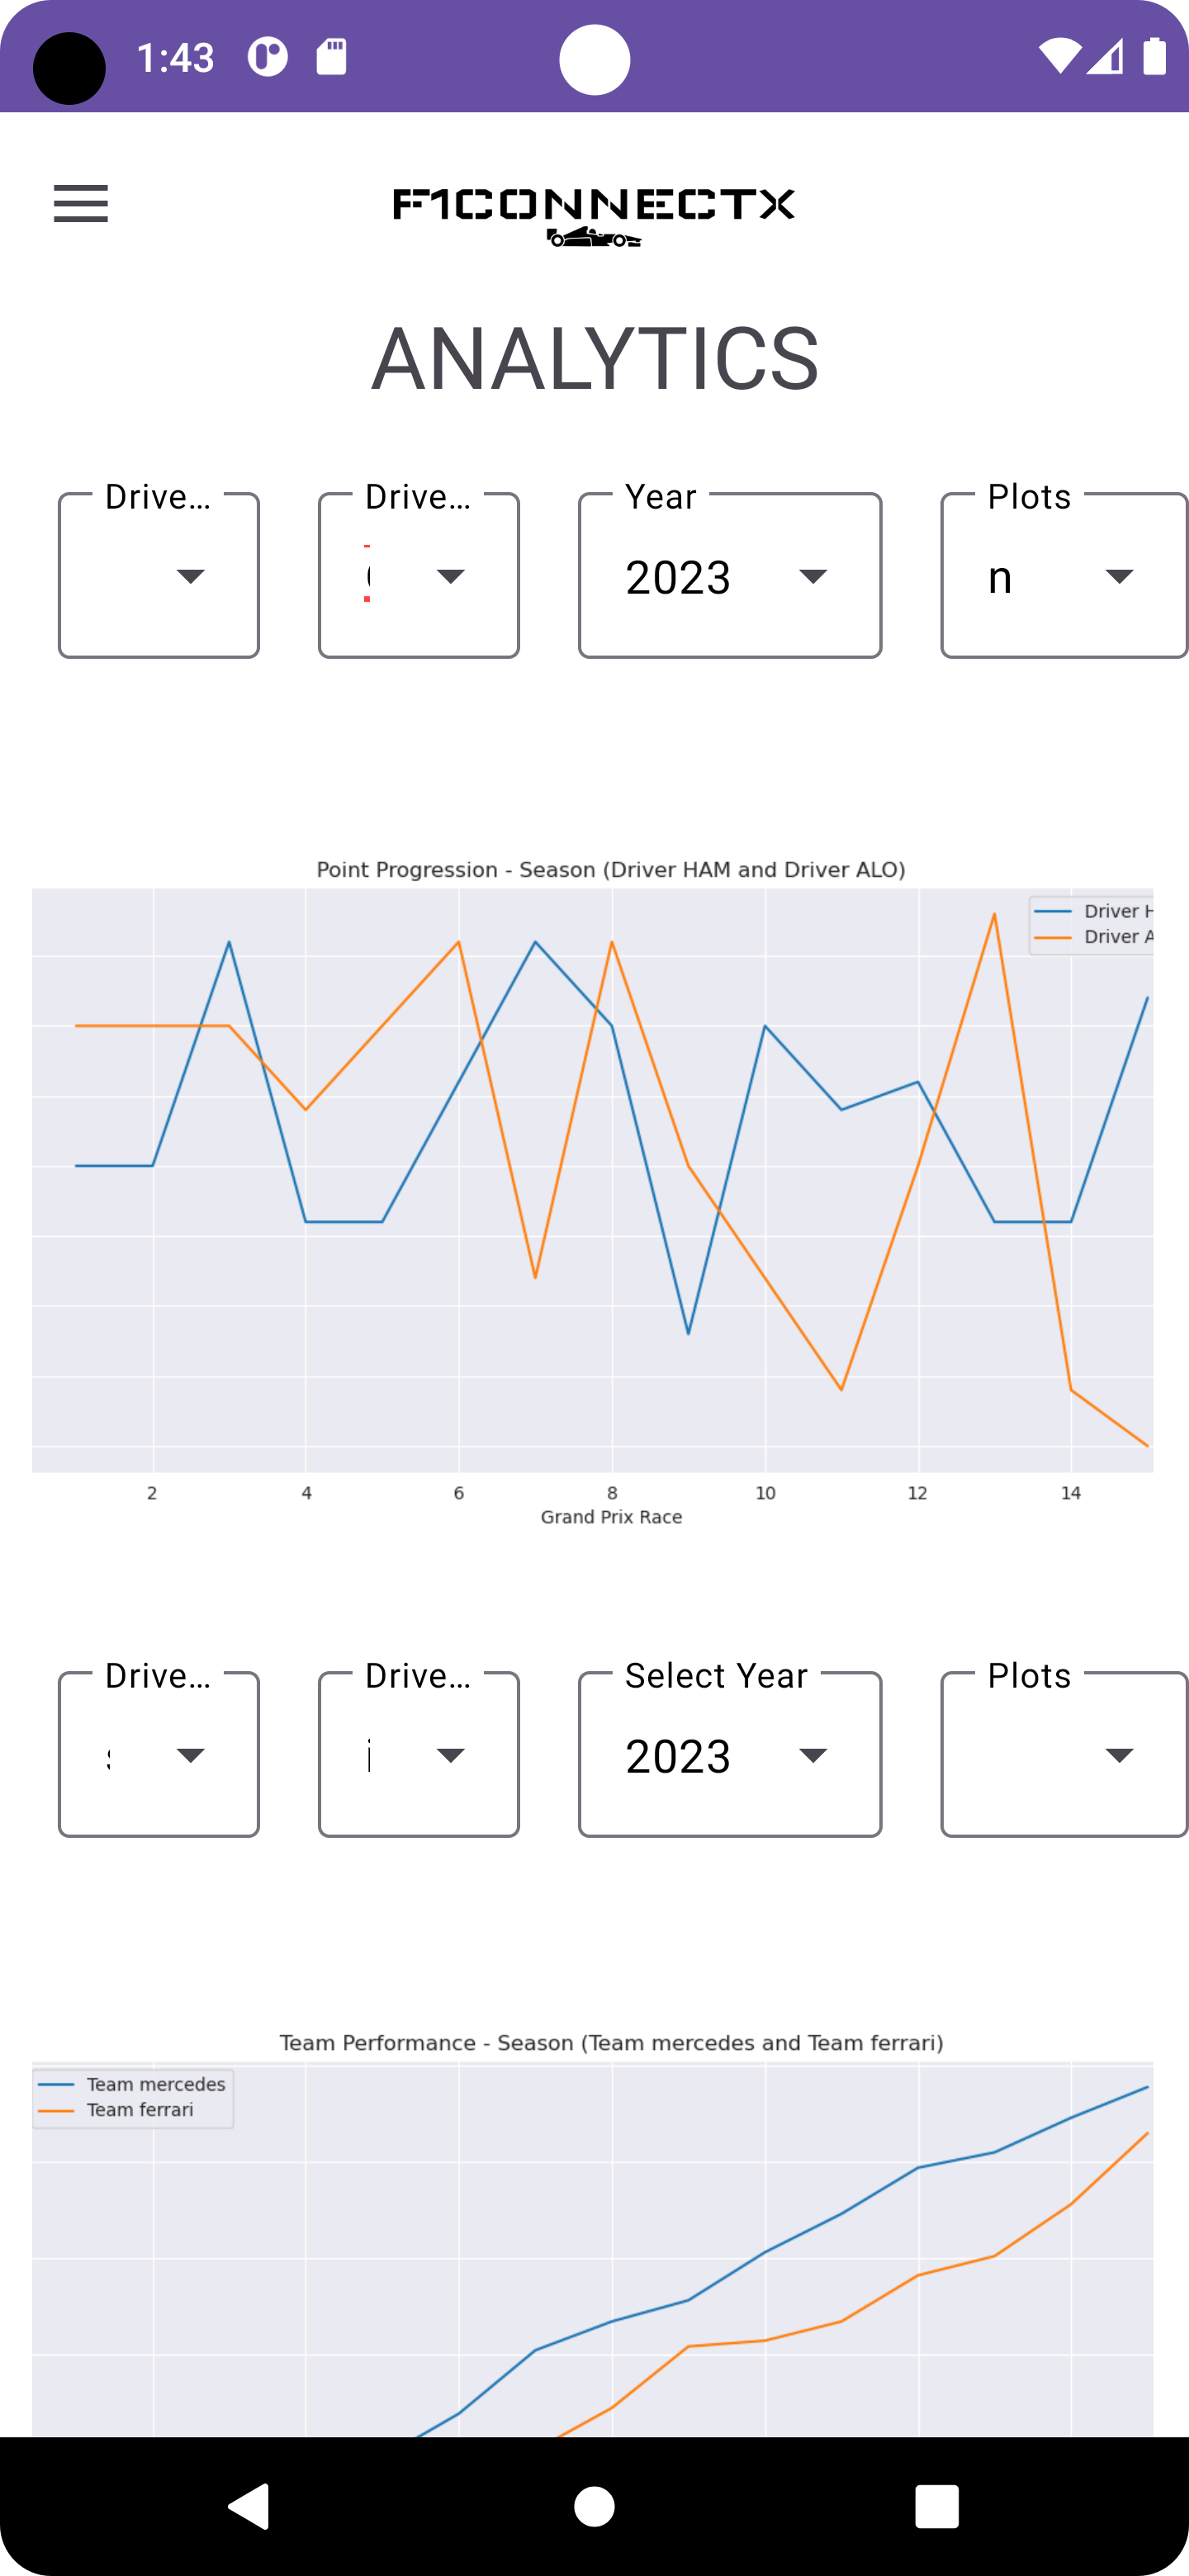 1:43
F1CONNECTX
ANALYTICS
Drive... Drive... Year Plots
2023 n
Point Progression - Season (Driver HAM and Driver ALO)
Driver H
Driver A
2 4 6 8 10 12 14
Grand Prix Race
Drive... Drive... Select Year Plots
2023
Team Performance - Season (Team mercedes and Team ferrari)
Team mercedes
Team ferrari